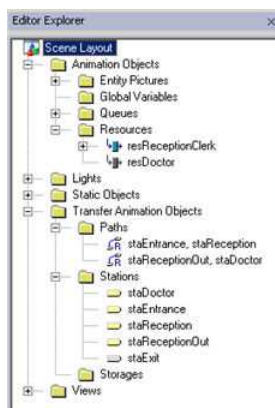 Editor Explorer
Scene Layout
Animation Objects
Entity Pictures
Global Variables
Queues
Resources
resReceptionClerk
resDoctor
Lights
Static Objects
Transfer Animation Objects
Paths
staEntrance, staReception
staReceptionOut, staDoctor
Stations
staDoctor
staEntrance
staReception
staReceptionOut
staExit
Storages
Views